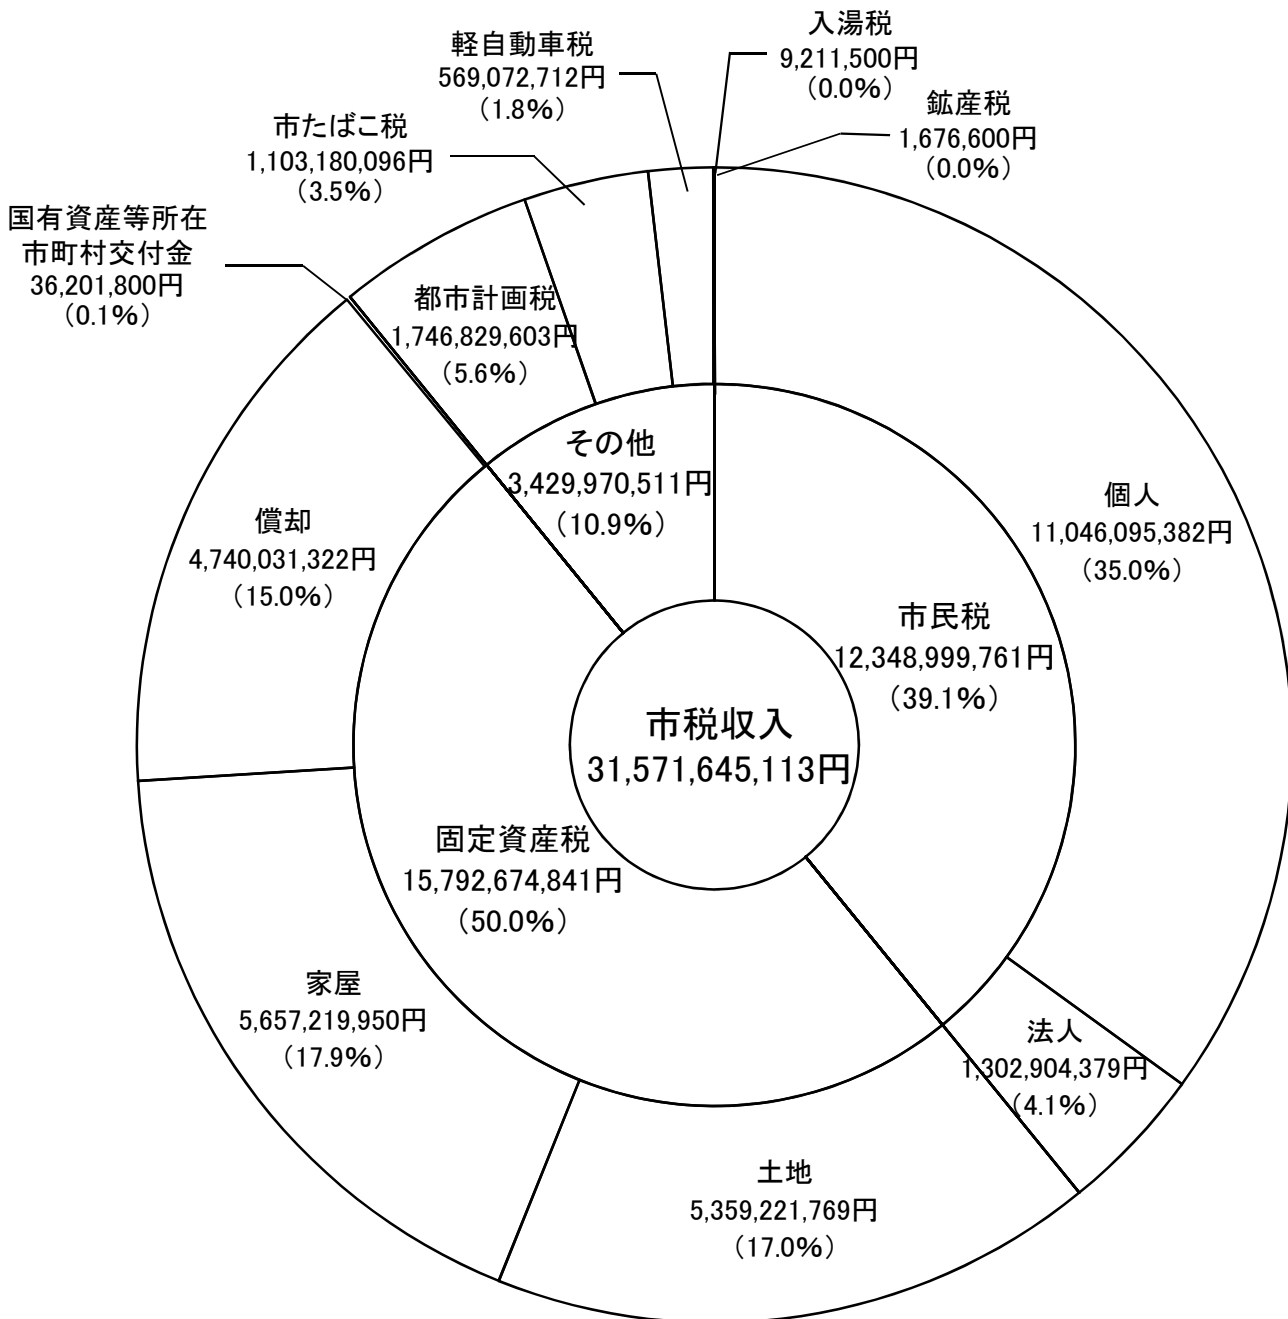 入湯税
9,211,500円
（0.0％）
軽自動車税
569,072,712円
（1.8％）
鉱産税
1,676,600円
（0.0％）
市たばこ税
1,103,180,096円
（3.5％）
国有資産等所在
市町村交付金
36,201,800円
（0.1％）
都市計画税
1,746,829,603円
（5.6％）
その他
3,429,970,511円
（10.9％）
個人
11,046,095,382円
（35.0％）
償却
4,740,031,322円
（15.0％）
市民税
12,348,999,761円
（39.1％）
市税収入
31,571,645,113円
固定資産税
15,792,674,841円
（50.0％）
家屋
5,657,219,950円
（17.9％）
法人
1,302,904,379円
（4.1％）
土地
5,359,221,769円
（17.0％）